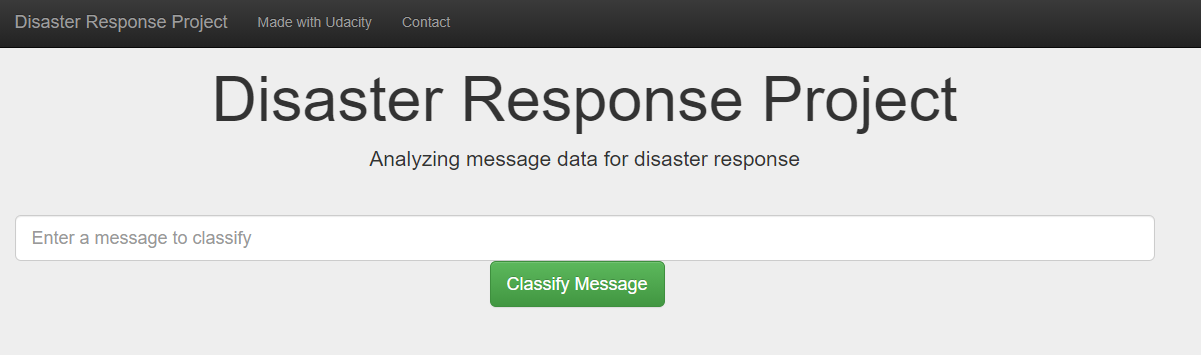 Disaster Response Project Made with Udacity Contact
Disaster Response Project
Analyzing message data for disaster response
Enter a message to classify
Classify Message